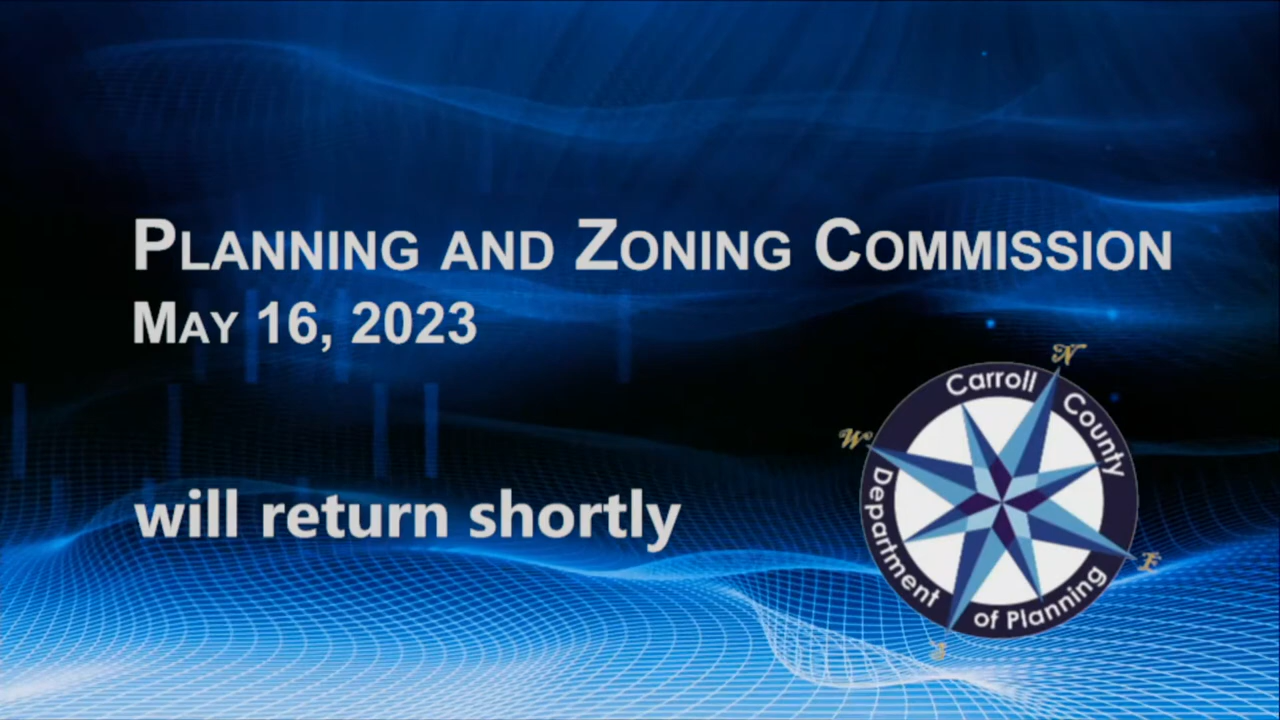 PLANNING AND ZONING COMMISSION
MAY 16, 2023
will return shortly
N
W
Carroll County
E
Department of Planning